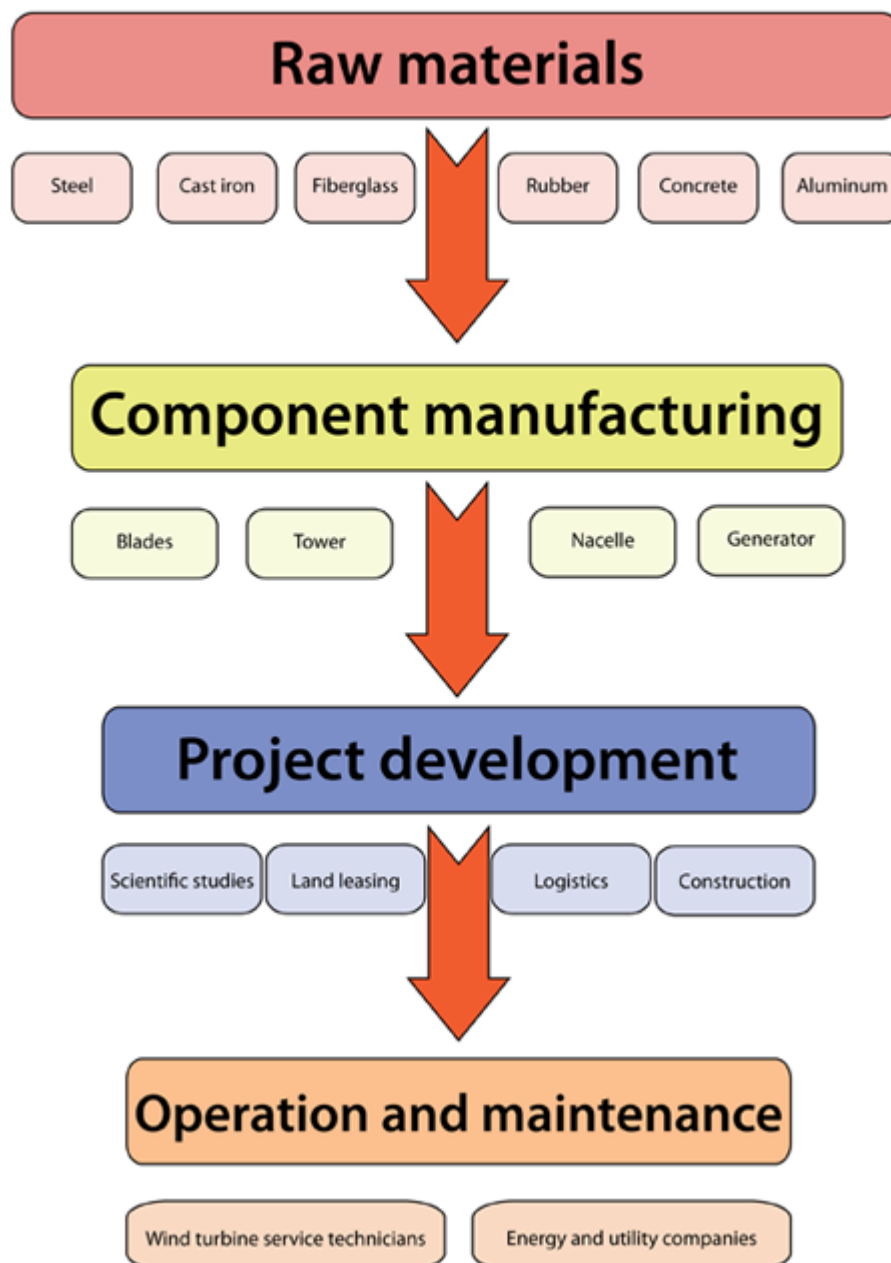 Raw materials
Steel
Cast iron
Fiberglass
Rubber
Concrete
Aluminum
Component manufacturing
Blades
Tower
Nacelle
Generator
Project development
Scientific studies
Land leasing
Logistics
Construction
Operation and maintenance
Wind turbine service technicians
Energy and utility companies